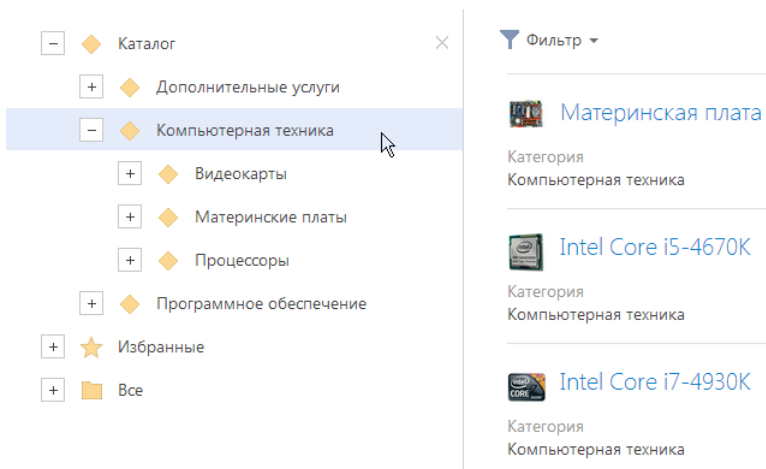 Каталог
Дополнительные услуги
Компьютерная техника
Видеокарты
Материнские платы
Процессоры
Программное обеспечение
Избранные
Все
Фильтр
Материнская плата
Категория
Компьютерная техника
Intel Core i5-4670K
Категория
Компьютерная техника
Intel Core i7-4930K
Категория
Компьютерная техника